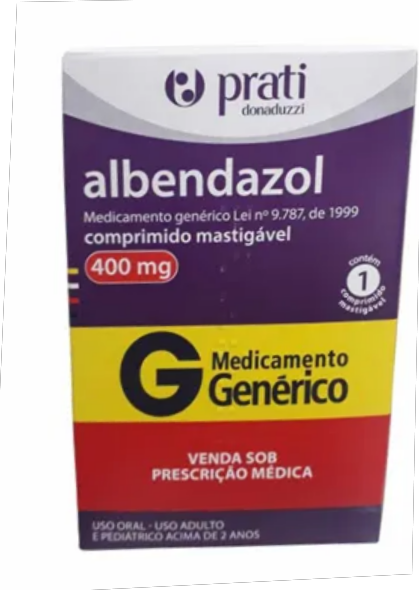 prati
donaduzzi
albendazol
Medicamento genérico Lei nº 9.787, de 1999
comprimido mastigável
400 mg
contém
1
comprimido
mastigável
G Medicamento
Genérico
VENDA SOB
PRESCRIÇÃO MÉDICA
USO ORAL - USO ADULTO
E PEDIÁTRICO ACIMA DE 2 ANOS